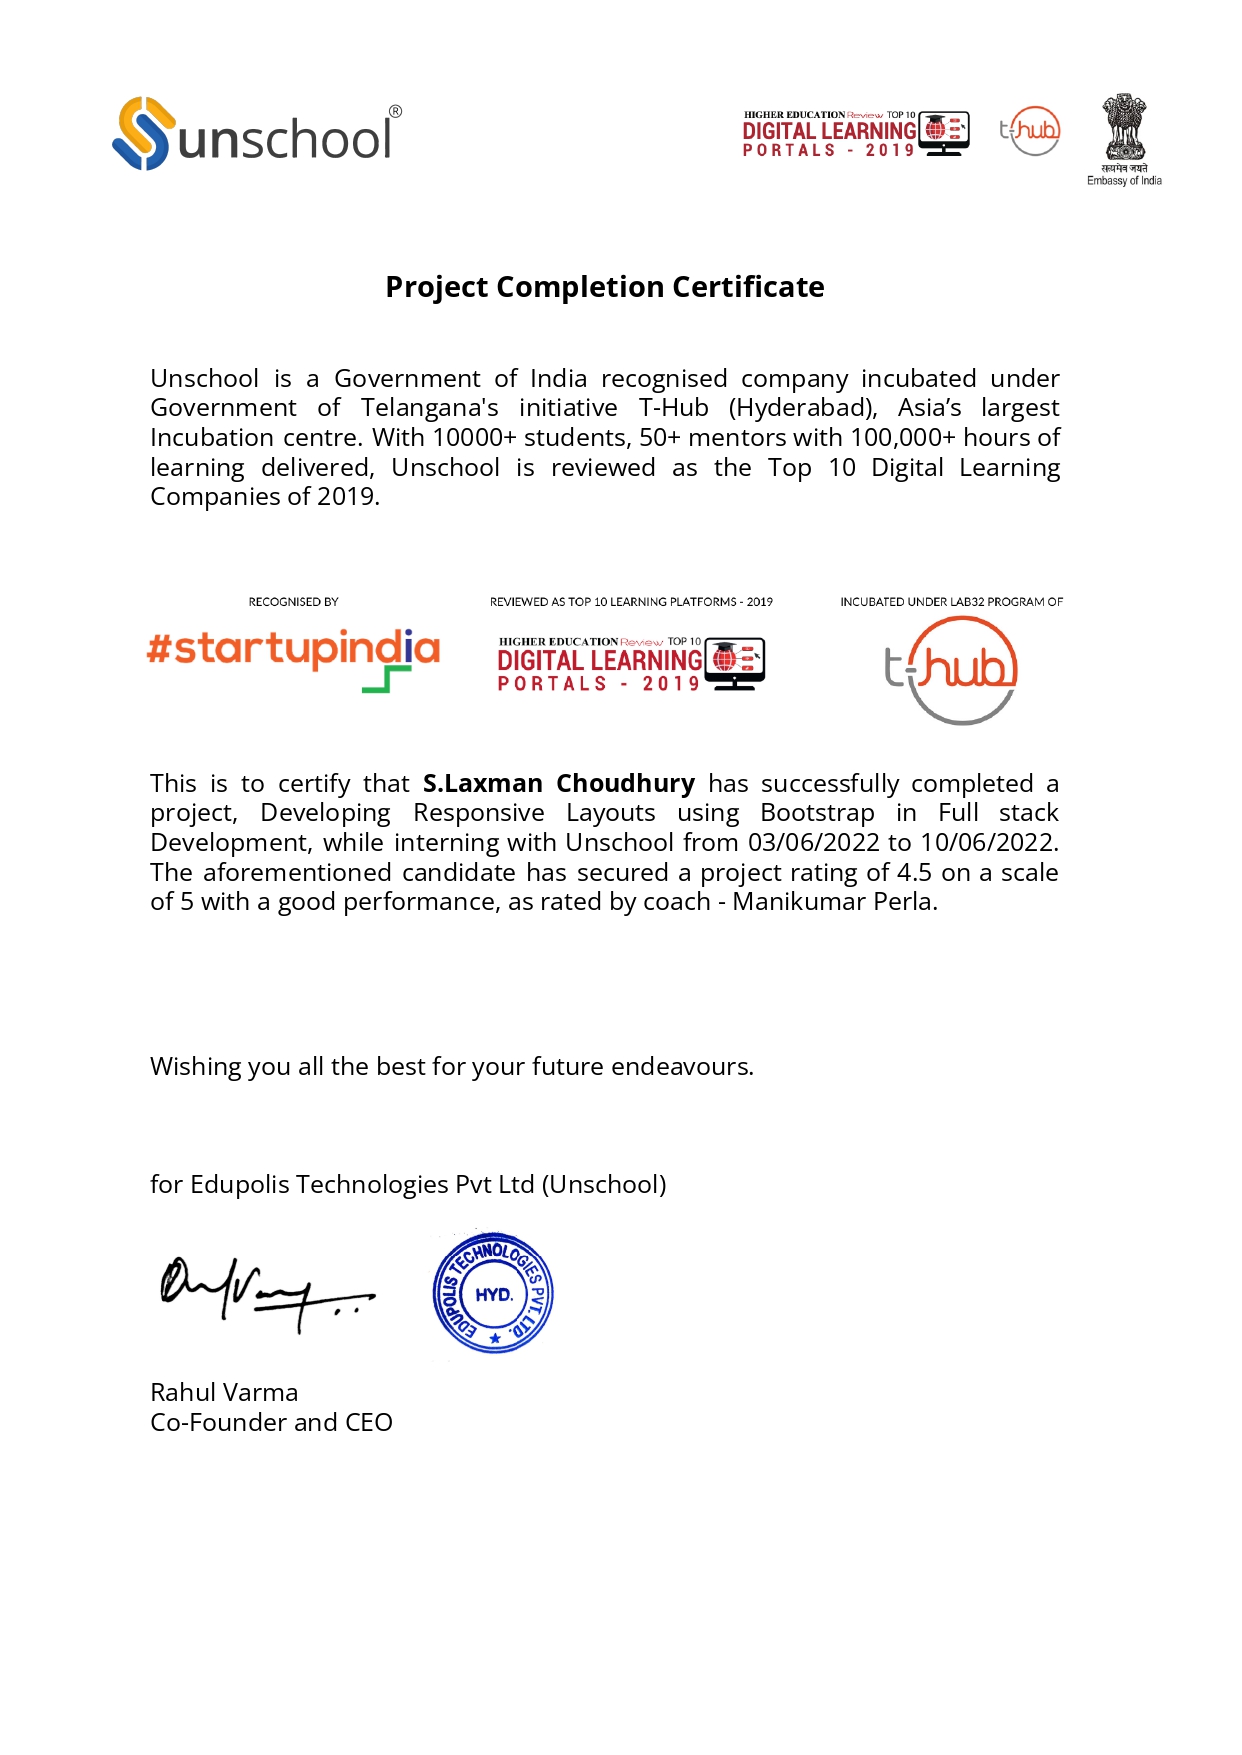 unschool®
HIGHER EDUCATION Review TOP 10
DIGITAL LEARNING
PORTALS - 2019
t-hub
सत्यमेव जयते
Embassy of India
Project Completion Certificate
Unschool is a Government of India recognised company incubated under
Government of Telangana's initiative T-Hub (Hyderabad), Asia’s largest
Incubation centre. With 10000+ students, 50+ mentors with 100,000+ hours of
learning delivered, Unschool is reviewed as the Top 10 Digital Learning
Companies of 2019.
RECOGNISED BY
#startupindia
REVIEWED AS TOP 10 LEARNING PLATFORMS - 2019
HIGHER EDUCATION Review TOP 10
DIGITAL LEARNING
PORTALS - 2019
INCUBATED UNDER LAB32 PROGRAM OF
t-hub
This is to certify that S.Laxman Choudhury has successfully completed a
project, Developing Responsive Layouts using Bootstrap in Full stack
Development, while interning with Unschool from 03/06/2022 to 10/06/2022.
The aforementioned candidate has secured a project rating of 4.5 on a scale
of 5 with a good performance, as rated by coach - Manikumar Perla.
Wishing you all the best for your future endeavours.
for Edupolis Technologies Pvt Ltd (Unschool)
EDUPOLIS TECHNOLOGIES PVT. LTD.
HYD.
Rahul Varma
Co-Founder and CEO